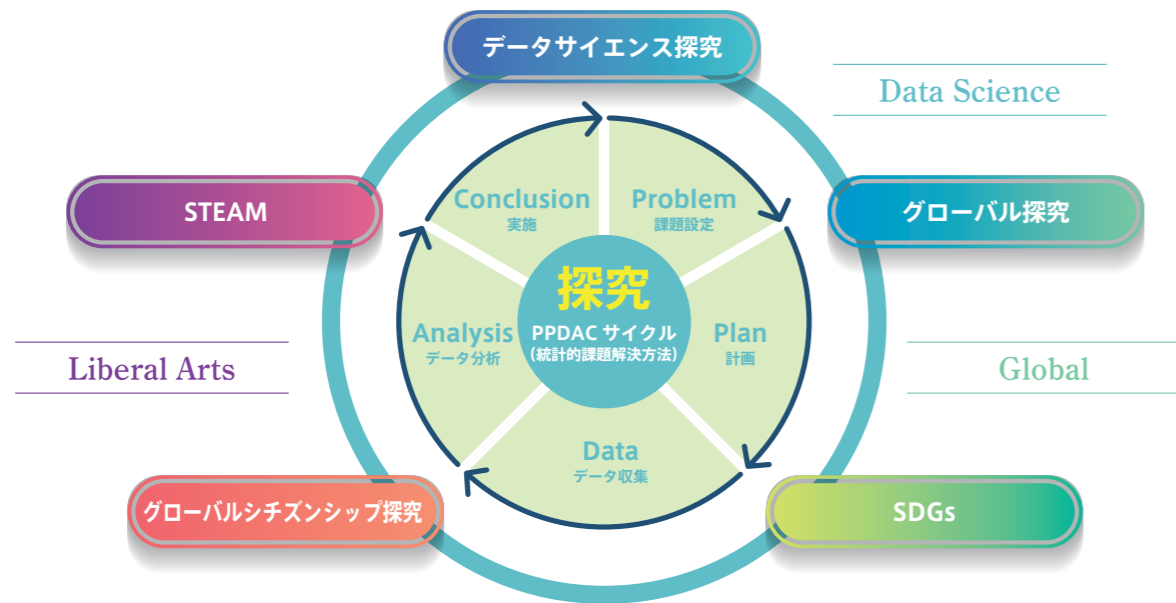 データサイエンス探究
Data Science
STEAM
グローバル探究
Conclusion
実施
Problem
課題設定
探究
PPDAC サイクル
(統計的課題解決方法)
Analysis
データ分析
Plan
計画
Liberal Arts
Global
Data
データ収集
グローバルシチズンシップ探究
SDGs